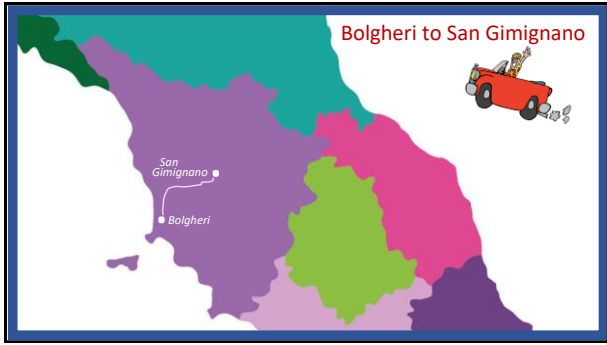 Bolgheri to San Gimignano
San
Gimignano
Bolgheri